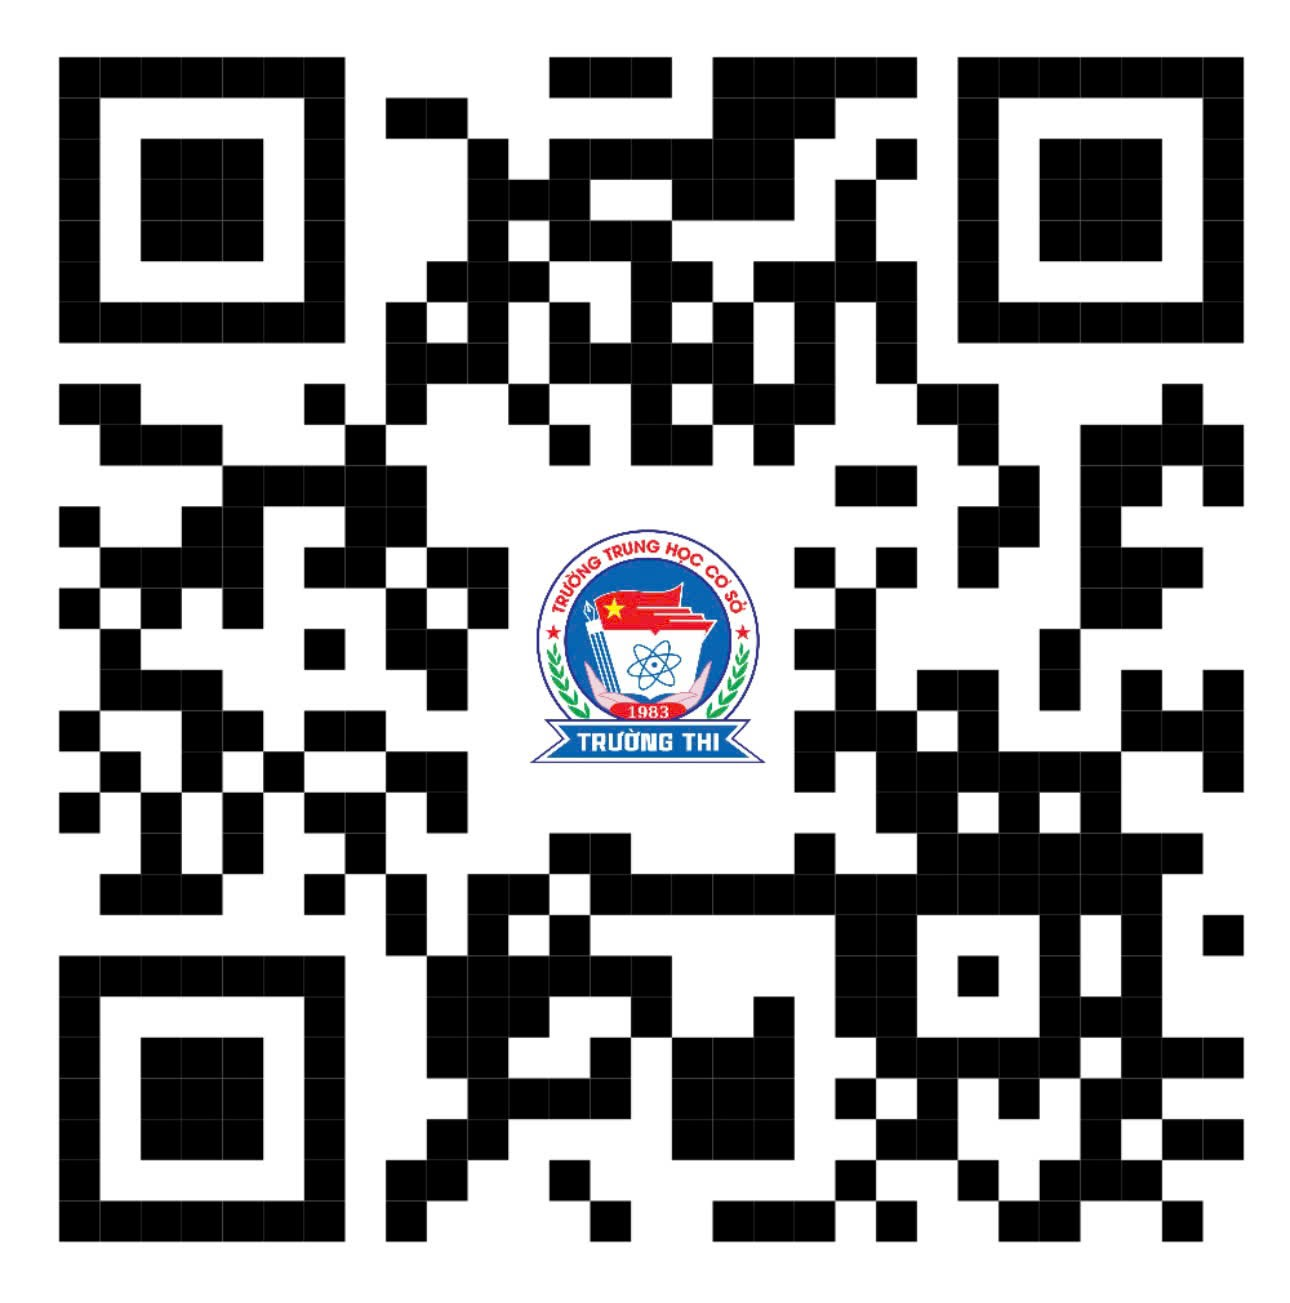 TRƯỜNG TRUNG HỌC CƠ SỞ
1983
TRƯỜNG THI